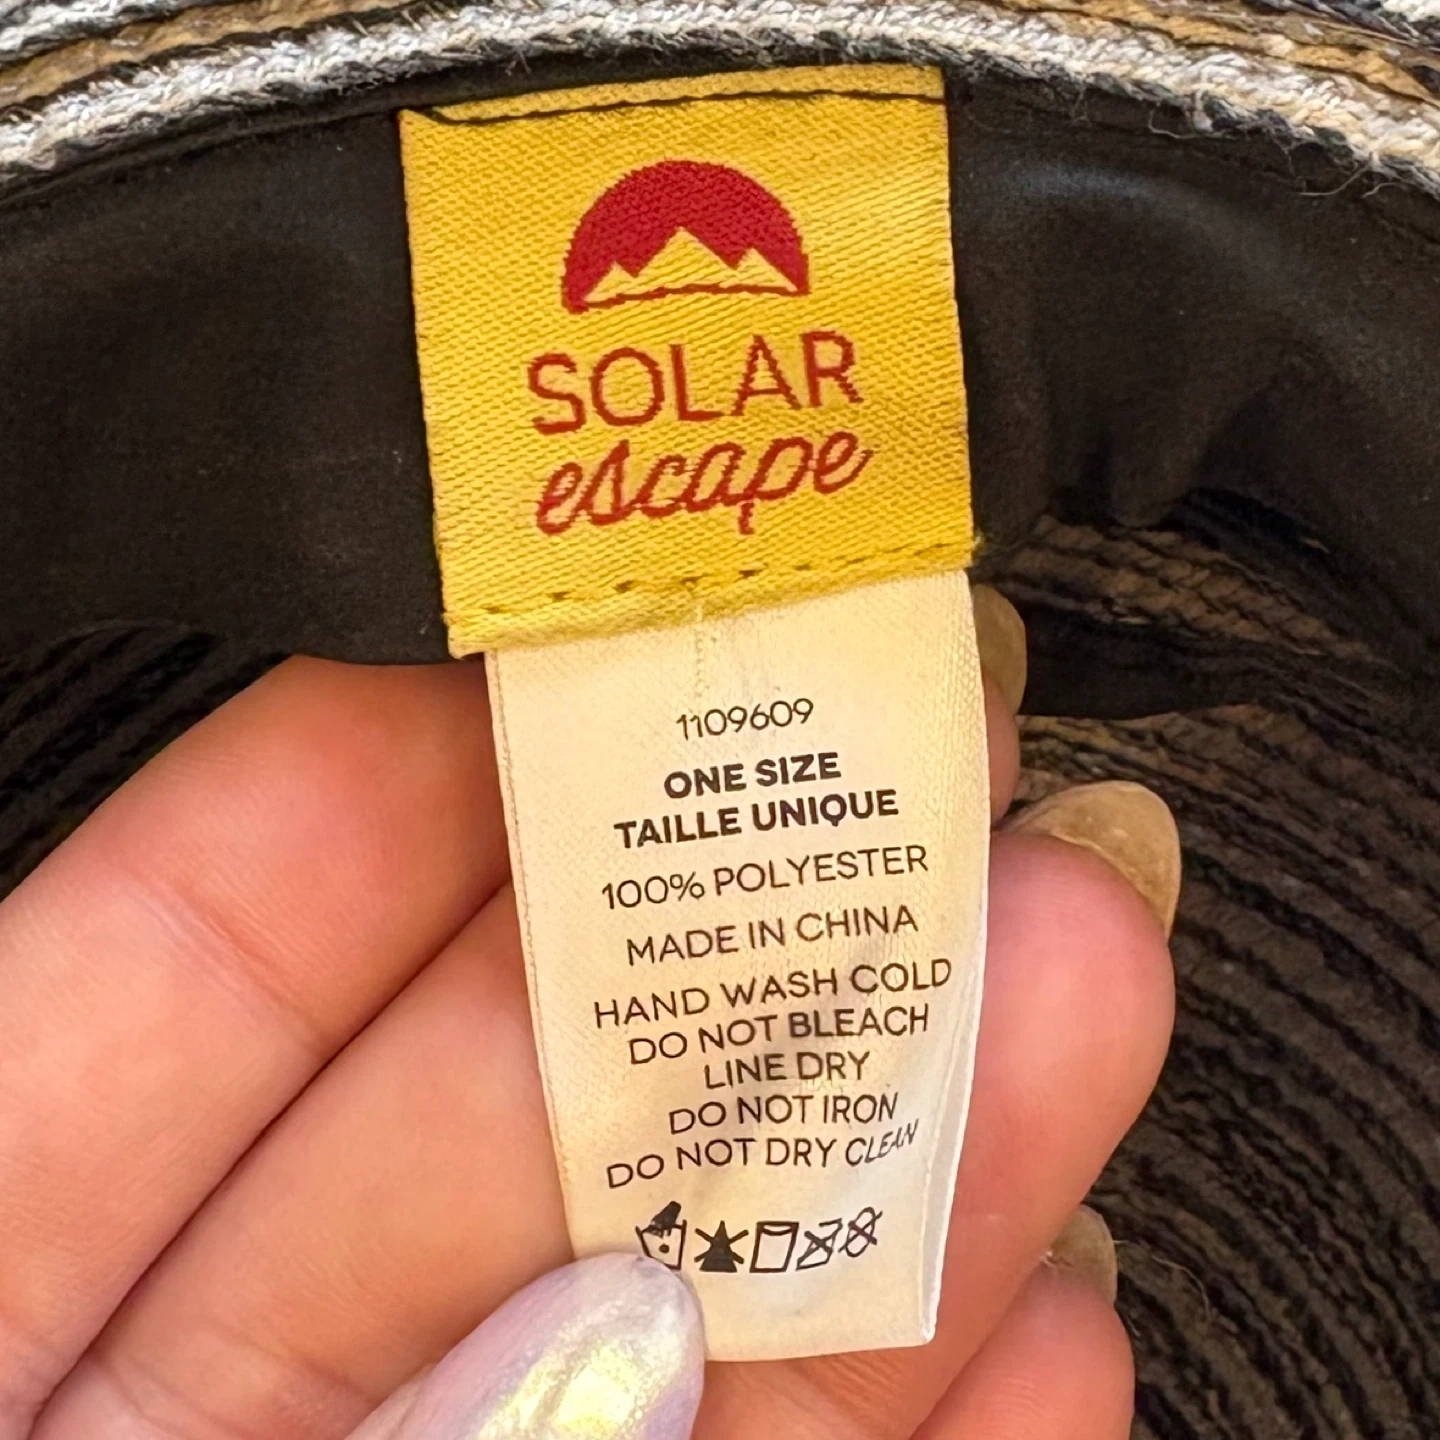 SOLAR
escape
1109609
ONE SIZE
TAILLE UNIQUE
100% POLYESTER
MADE IN CHINA
HAND WASH COLD
DO NOT BLEACH
LINE DRY
DO NOT IRON
DO NOT DRY CLEAN